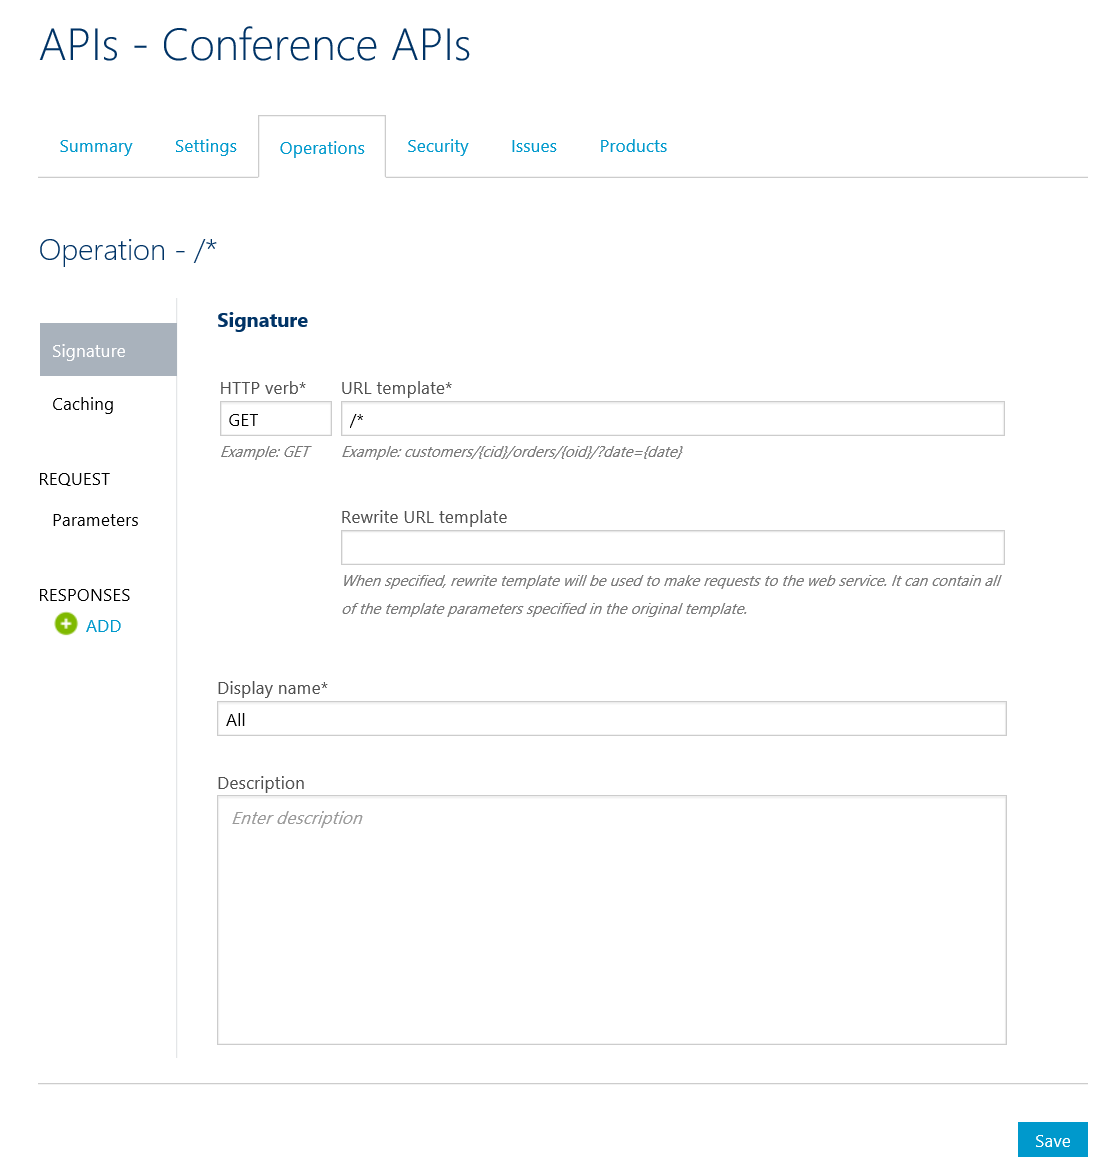 APIs - Conference APIs
Summary Settings Operations Security Issues Products
Operation - /*
Signature
Caching
REQUEST
Parameters
RESPONSES
ADD
Signature
HTTP verb* URL template*
GET /*
Example: GET Example: customers/{cid}/orders/{oid}/?date={date}
Rewrite URL template
When specified, rewrite template will be used to make requests to the web service. It can contain all
of the template parameters specified in the original template.
Display name*
All
Description
Enter description
Save